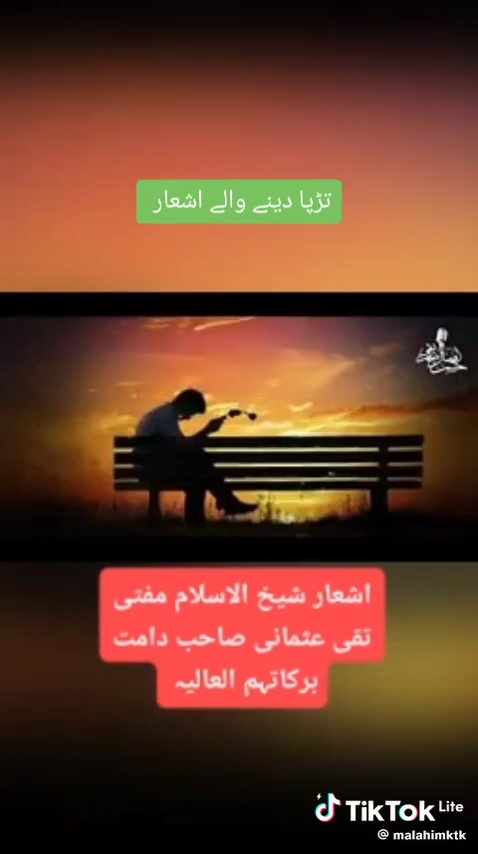 تڑپا دینے والے اشعار
اشعار شیخ الاسلام مفتی
تقی عثمانی صاحب دامت
برکاتہم العالیہ
TikTok Lite
@ malahimktk